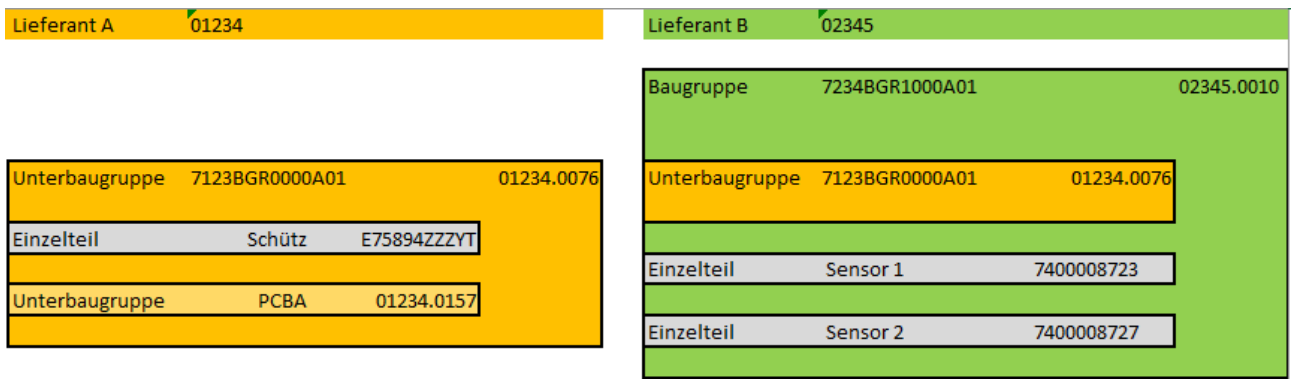 Lieferant A 01234
Unterbaugruppe 7123BGR0000A01 01234.0076
Einzelteil Schütz E75894ZZZYT
Unterbaugruppe PCBA 01234.0157
Lieferant B 02345
Baugruppe 7234BGR1000A01 02345.0010
Unterbaugruppe 7123BGR0000A01 01234.0076
Einzelteil Sensor 1 7400008723
Einzelteil Sensor 2 7400008727